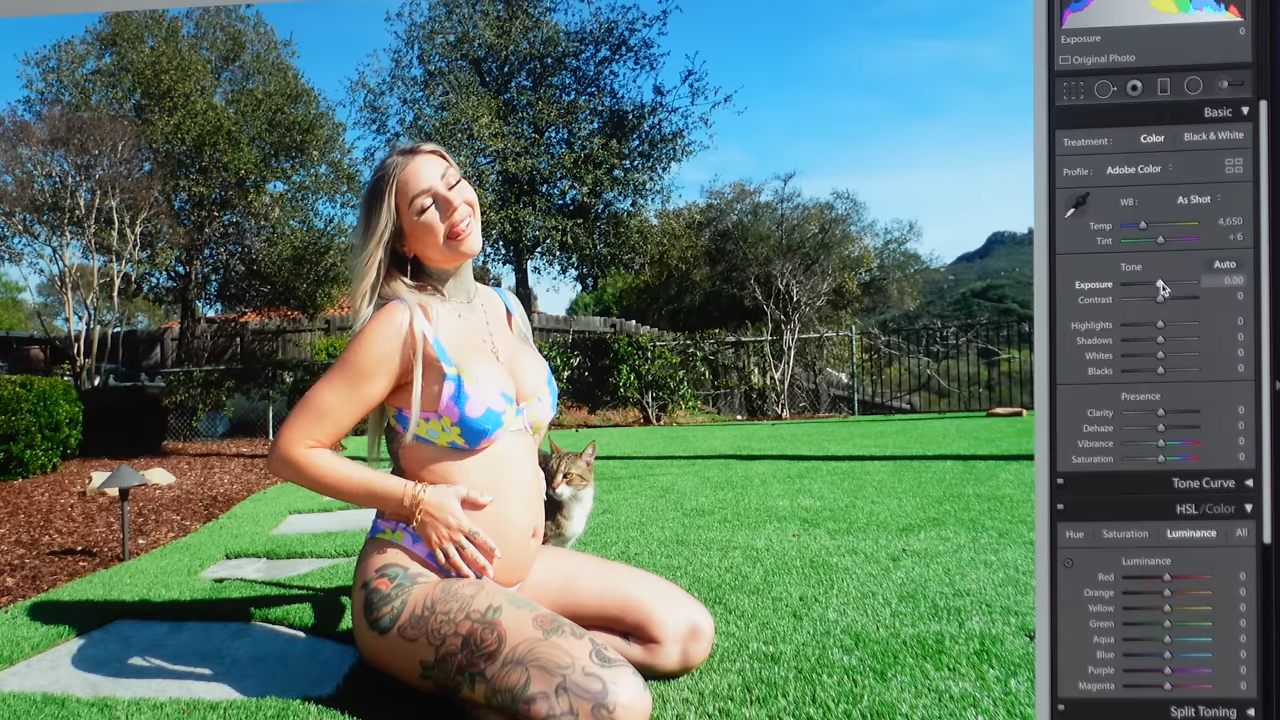 Exposure 0
Original Photo
Basic
Treatment : Color Black & White
Profile : Adobe Color
WB : As Shot
Temp 4,650
Tint + 6
Tone Auto
Exposure 0.00
Contrast 0
Highlights 0
Shadows 0
Whites 0
Blacks 0
Presence
Clarity 0
Dehaze 0
Vibrance 0
Saturation 0
Tone Curve
HSL / Color
Hue Saturation Luminance All
Luminance
Red 0
Orange 0
Yellow 0
Green 0
Aqua 0
Blue 0
Purple 0
Magenta 0
Split Toning